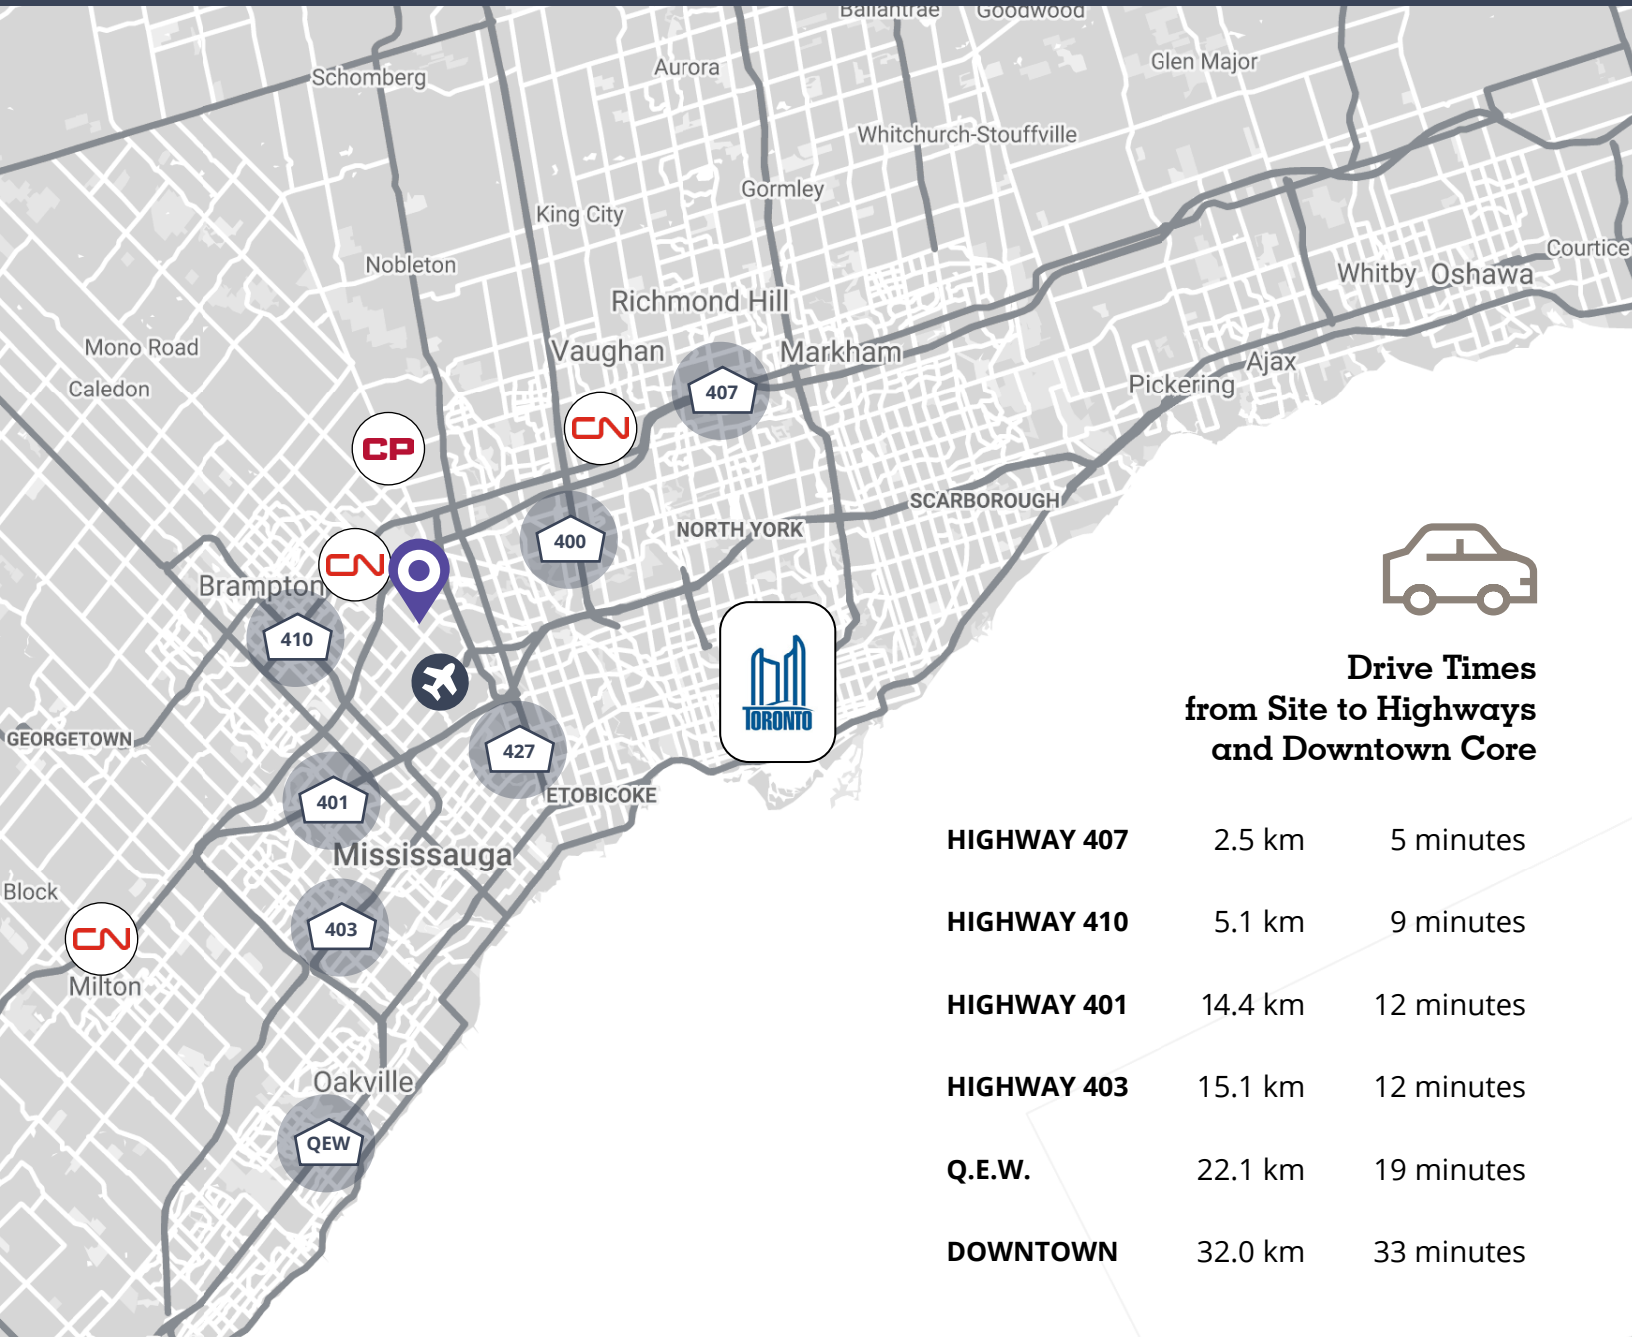 Ballantrae
Goodwood
Schomberg
Aurora
Glen Major
Whitchurch-Stouffville
Gormley
King City
Nobleton
Courtice
Whitby
Oshawa
Richmond Hill
Mono Road
Vaughan
Markham
Ajax
Caledon
Pickering
407
CN
CP
SCARBOROUGH
NORTH YORK
400
CN
Brampton
410
TORONTO
GEORGETOWN
427
ETOBICOKE
401
Mississauga
Block
403
CN
Milton
Oakville
QEW
Drive Times
from Site to Highways
and Downtown Core
HIGHWAY 407 2.5 km 5 minutes
HIGHWAY 410 5.1 km 9 minutes
HIGHWAY 401 14.4 km 12 minutes
HIGHWAY 403 15.1 km 12 minutes
Q.E.W. 22.1 km 19 minutes
DOWNTOWN 32.0 km 33 minutes